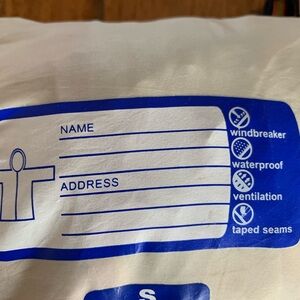 NAME
ADDRESS
windbreaker
waterproof
ventilation
taped seams
S